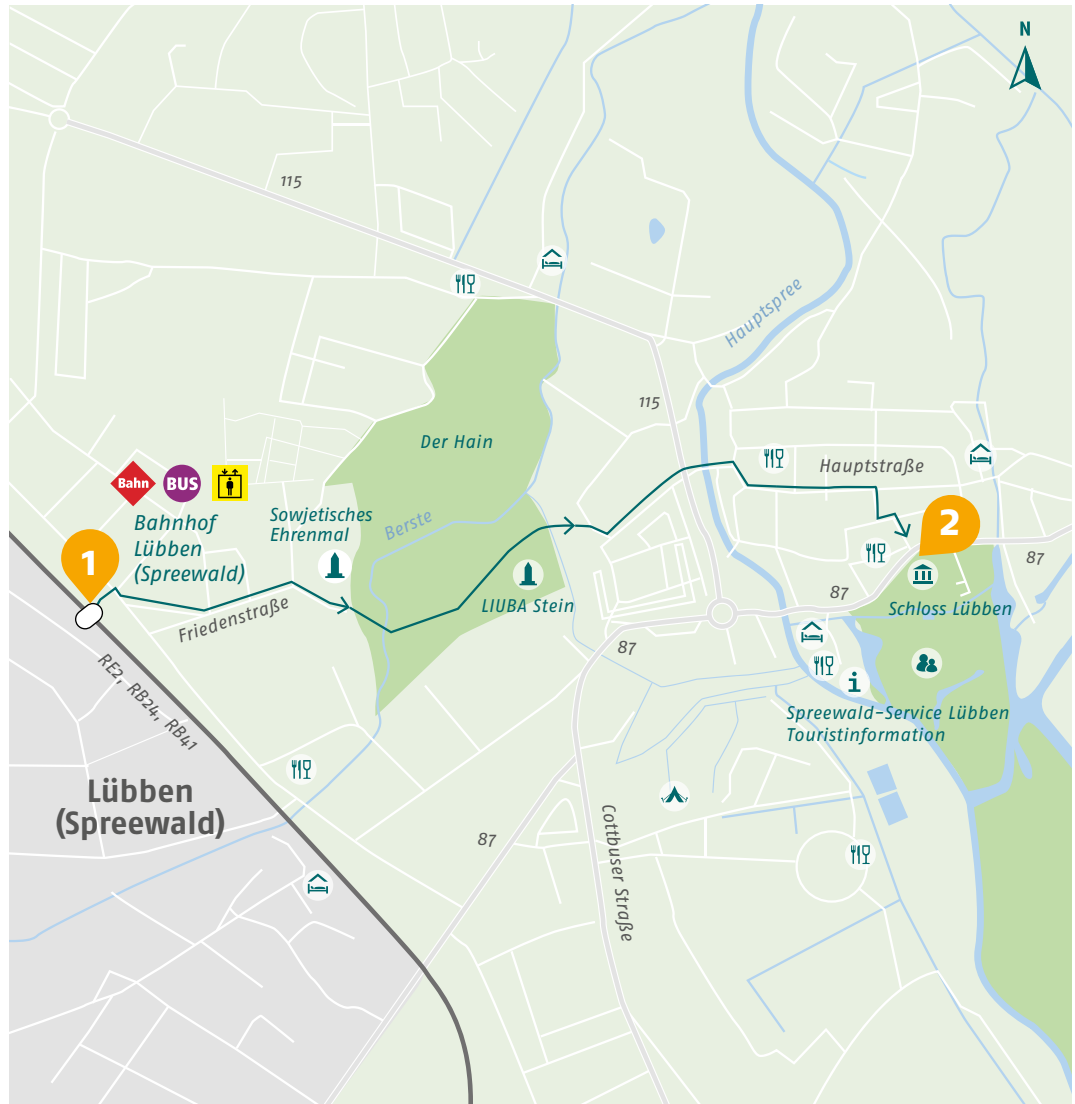 N
115
Hauptspree
115
Der Hain
Hauptstraße
Bahn
BUS
Sowjetisches
Ehrenmal
Berste
Bahnhof
Lübben
(Spreewald)
1
2
87
87
LIUBA Stein
Schloss Lübben
Friedenstraße
87
RE2, RB24, RB41
i
Spreewald-Service Lübben
Touristinformation
Lübben
(Spreewald)
87
Cottbuser Straße